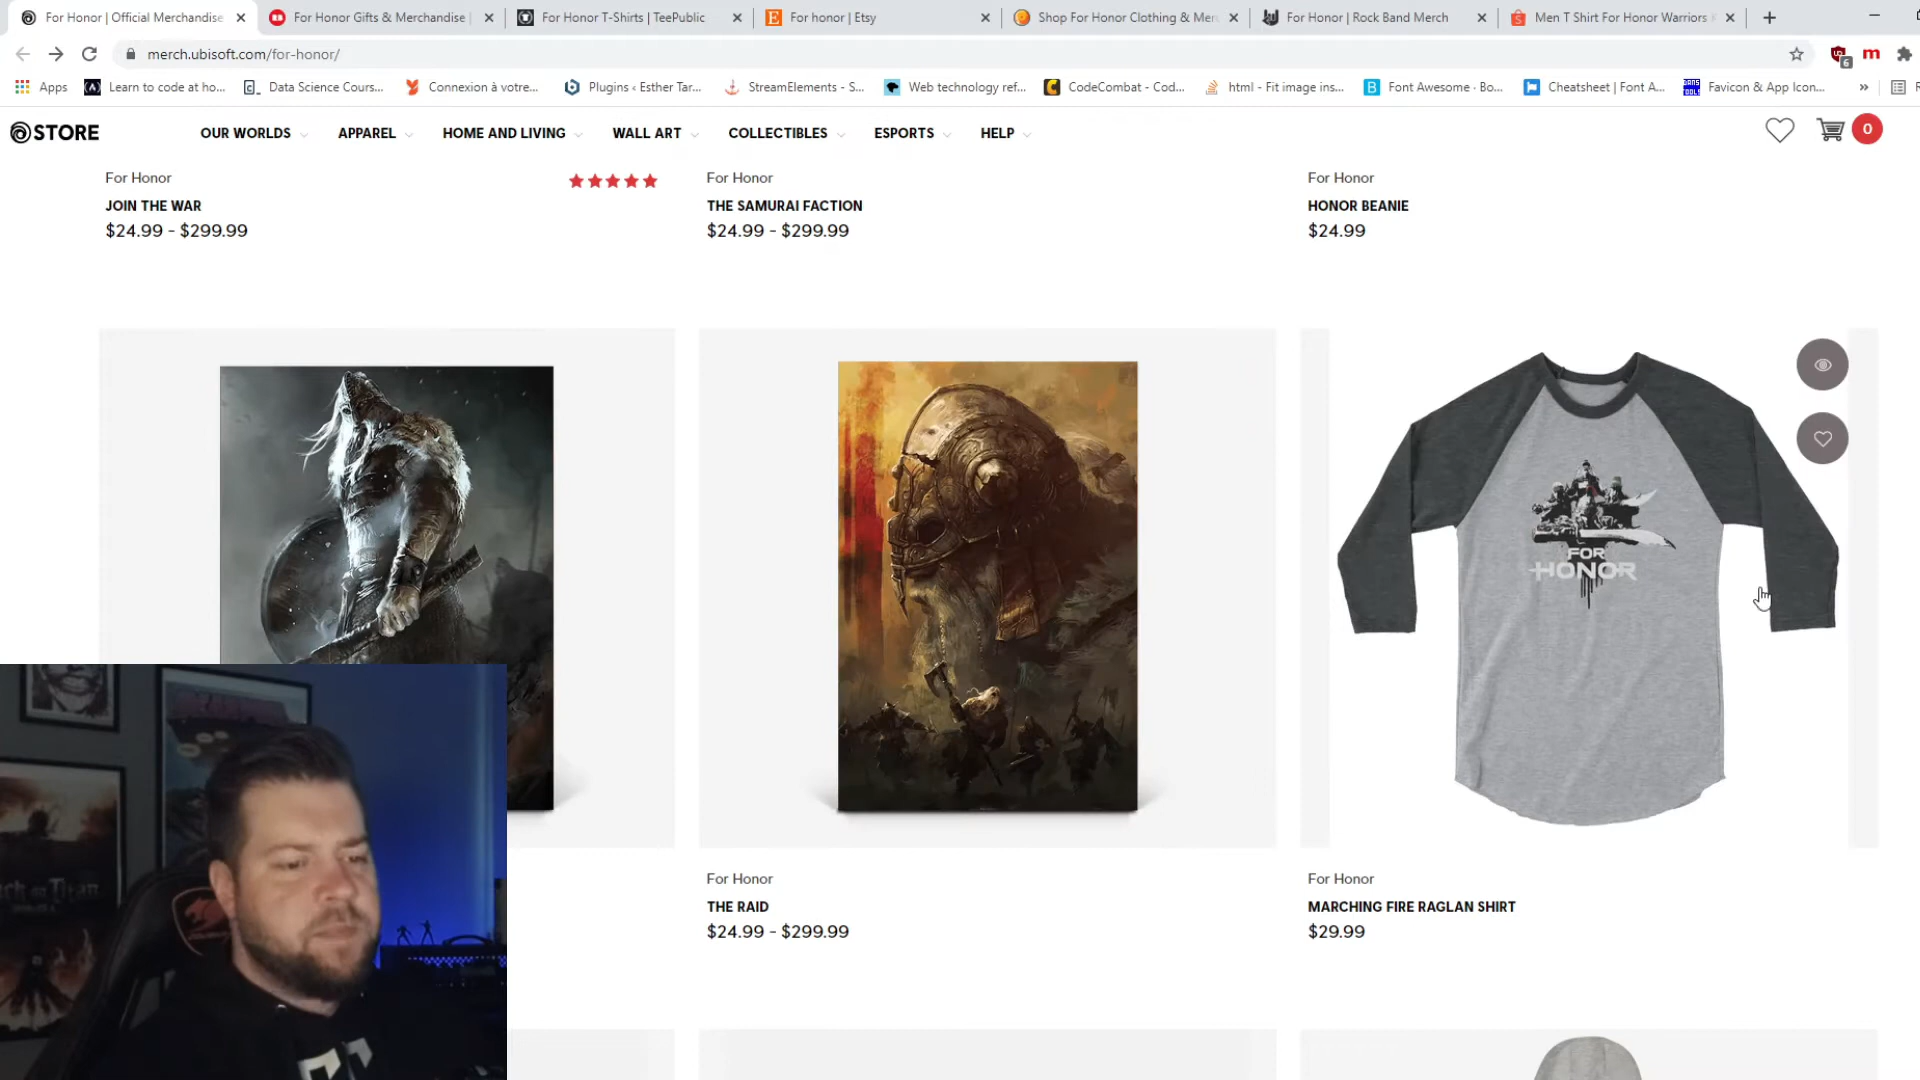 For Honor | Official Merchandise
For Honor Gifts & Merchandise |
For Honor T-Shirts | TeePublic
For honor | Etsy
Shop For Honor Clothing & Merc
For Honor | Rock Band Merch
Men T Shirt For Honor Warriors
merch.ubisoft.com/for-honor/
6
Apps
Learn to code at ho...
Data Science Cours...
Connexion à votre...
Plugins ‹ Esther Tar...
StreamElements - S...
Web technology ref...
CodeCombat - Cod...
html - Fit image ins...
Font Awesome · Bo...
Cheatsheet | Font A...
Favicon & App Icon...
STORE
OUR WORLDS
APPAREL
HOME AND LIVING
WALL ART
COLLECTIBLES
ESPORTS
HELP
0
For Honor
JOIN THE WAR
$24.99 - $299.99
For Honor
THE SAMURAI FACTION
$24.99 - $299.99
For Honor
HONOR BEANIE
$24.99
FOR
HONOR
For Honor
THE RAID
$24.99 - $299.99
For Honor
MARCHING FIRE RAGLAN SHIRT
$29.99